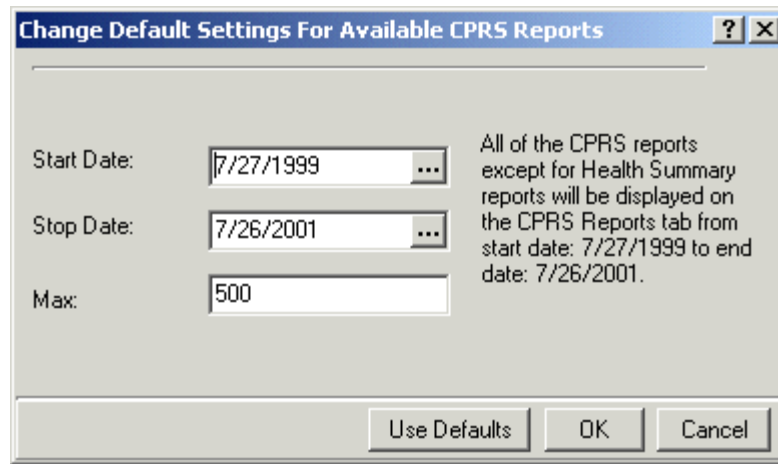 Change Default Settings For Available CPRS Reports
Start Date:
7/27/1999
...
Stop Date:
7/26/2001
...
Max:
500
All of the CPRS reports
except for Health Summary
reports will be displayed on
the CPRS Reports tab from
start date: 7/27/1999 to end
date: 7/26/2001.
Use Defaults
OK
Cancel